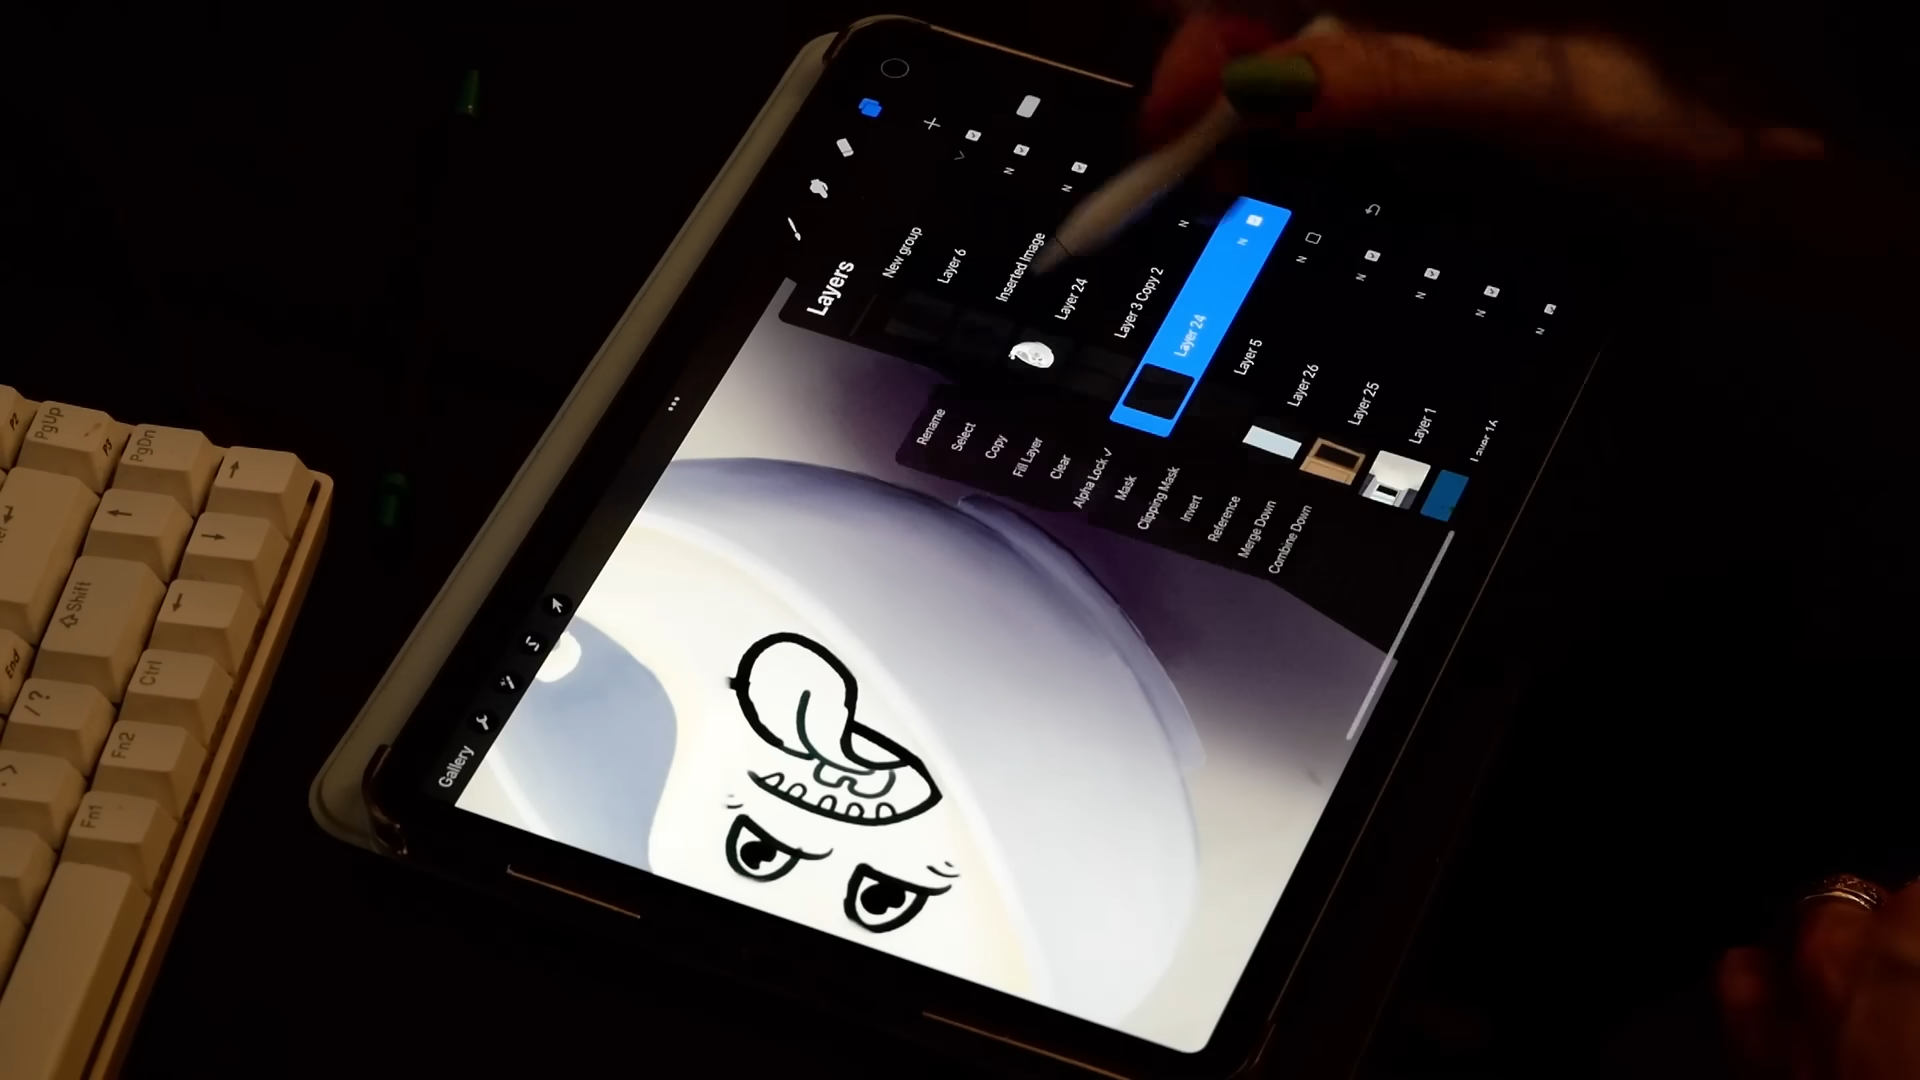 Gallery
Layers
New group
Layer 6
Inserted Image
N
Layer 24
N
Layer 3 Copy 2
N
Layer 24
N
Layer 5
N
Layer 26
N
Layer 25
N
Layer 1
N
N
Rename
Select
Copy
Fill Layer
Clear
Alpha Lock ✓
Mask
Clipping Mask
Invert
Reference
Merge Down
Combine Down
PgUp
PgDn
Shift
End
/ ?
Ctrl
Fn2
Fn1